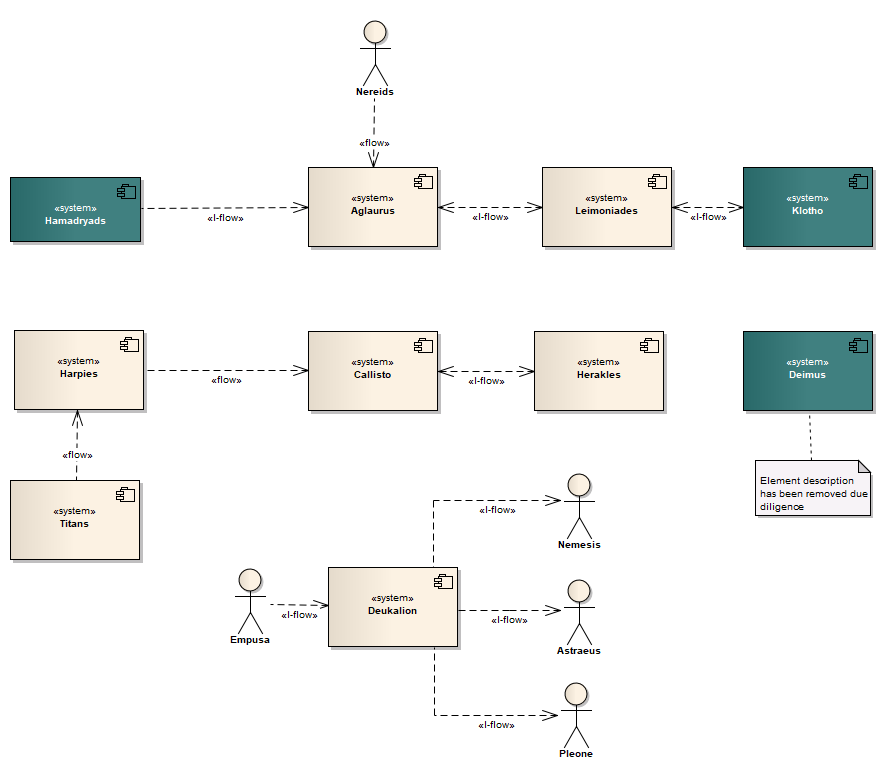 Nereids
«flow»
«system»
Hamadryads
«I-flow»
«system»
Aglaurus
«I-flow»
«system»
Leimoniades
«I-flow»
«system»
Klotho
«system»
Harpies
«flow»
«system»
Callisto
«I-flow»
«system»
Herakles
«system»
Deimus
«flow»
«system»
Titans
Element description
has been removed due
diligence
«I-flow»
Nemesis
Empusa
«I-flow»
«system»
Deukalion
«I-flow»
Astraeus
«I-flow»
Pleone